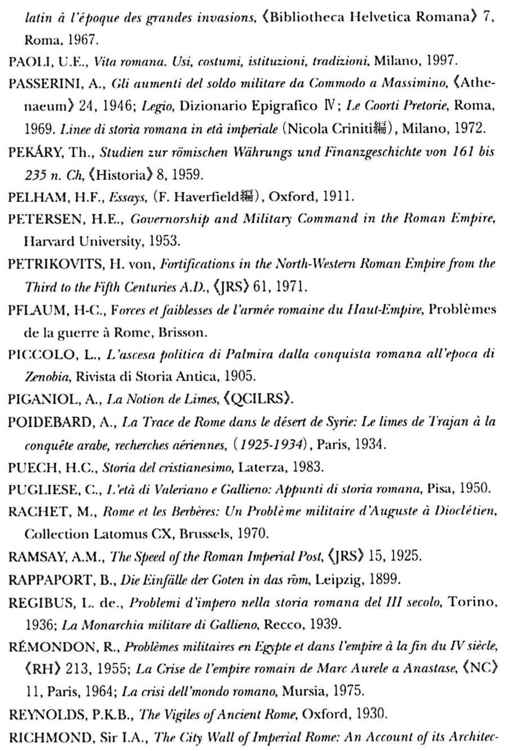 latin à l'époque des grandes invasions, 《Bibliotheca Helvetica Romana》 7,
Roma, 1967.
PAOLI, U.E., Vita romana. Usi, costumi, istituzioni, tradizioni, Milano, 1997.
PASSERINI, A., Gli aumenti del soldo militare da Commodo a Massimino, 《Athe-
naeum》 24, 1946; Legio, Dizionario Epigrafico Ⅳ; Le Coorti Pretorie, Roma,
1969. Linee di storia romana in età imperiale (Nicola Criniti編), Milano, 1972.
PEKÁRY, Th., Studien zur römischen Währungs und Finanzgeschichte von 161 bis
235 n. Ch, 《Historia》 8, 1959.
PELHAM, H.F., Essays, (F. Haverfield編), Oxford, 1911.
PETERSEN, H.E., Governorship and Military Command in the Roman Empire,
Harvard University, 1953.
PETRIKOVITS, H. von, Fortifications in the North-Western Roman Empire from the
Third to the Fifth Centuries A.D., 《JRS》 61, 1971.
PFLAUM, H-C., Forces et faiblesses de l'armée romaine du Haut-Empire, Problèmes
de la guerre à Rome, Brisson.
PICCOLO, L., L'ascesa politica di Palmira dalla conquista romana all'epoca di
Zenobia, Rivista di Storia Antica, 1905.
PIGANIOL, A., La Notion de Limes, 《QCILRS》.
POIDEBARD, A., La Trace de Rome dans le désert de Syrie: Le limes de Trajan à la
conquête arabe, recherches aériennes, (1925-1934), Paris, 1934.
PUECH, H.C., Storia del cristianesimo, Laterza, 1983.
PUGLIESE, C., L'età di Valeriano e Gallieno: Appunti di storia romana, Pisa, 1950.
RACHET, M., Rome et les Berbères: Un Problème militaire d'Auguste à Dioclétien,
Collection Latomus CX, Brussels, 1970.
RAMSAY, A.M., The Speed of the Roman Imperial Post, 《JRS》 15, 1925.
RAPPAPORT, B., Die Einfälle der Goten in das röm, Leipzig, 1899.
REGIBUS, L. de., Problemi d'impero nella storia romana del III secolo, Torino,
1936; La Monarchia militare di Gallieno, Recco, 1939.
RÉMONDON, R., Problèmes militaires en Egypte et dans l'empire à la fin du IV siècle,
《RH》 213, 1955; La Crise de l'empire romain de Marc Aurele a Anastase, 《NC》
11, Paris, 1964; La crisi dell'mondo romano, Mursia, 1975.
REYNOLDS, P.K.B., The Vigiles of Ancient Rome, Oxford, 1930.
RICHMOND, Sir I.A., The City Wall of Imperial Rome: An Account of its Architec-